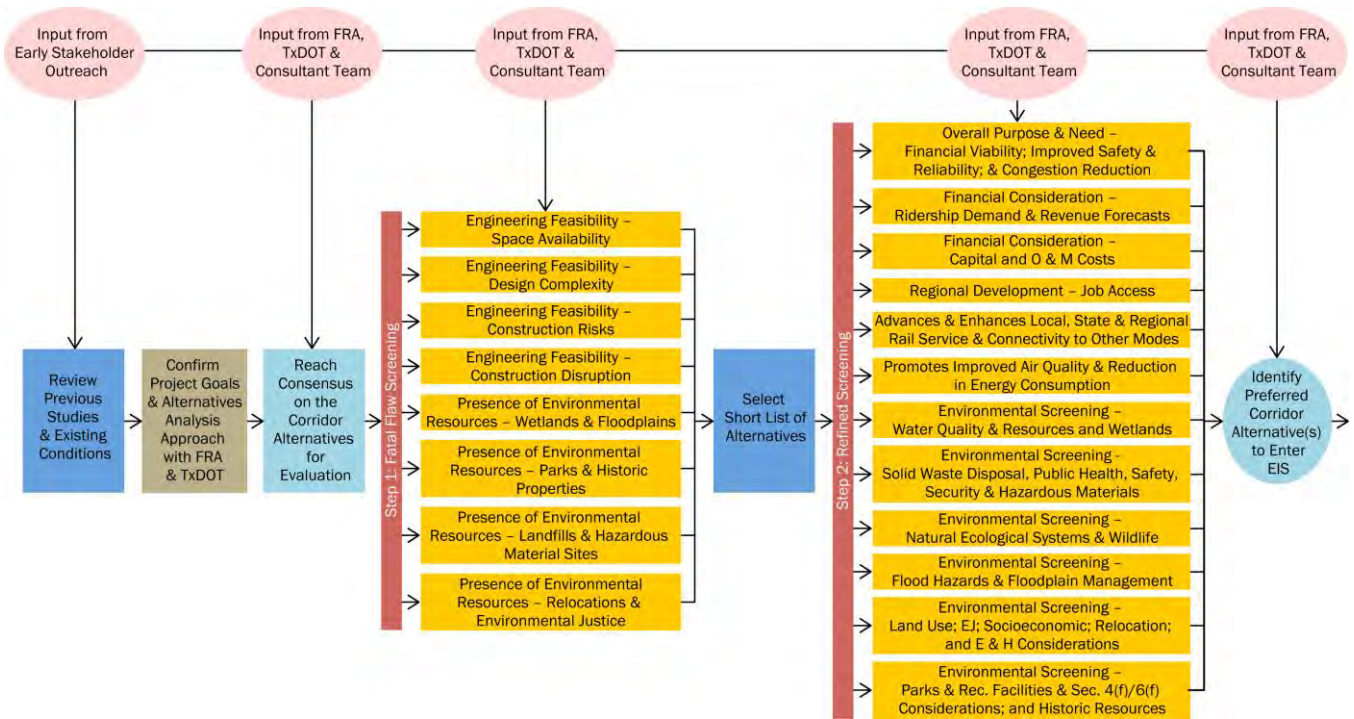 Input from
Early Stakeholder
Outreach
Input from FRA,
TxDOT &
Consultant Team
Input from FRA,
TxDOT &
Consultant Team
Input from FRA,
TxDOT &
Consultant Team
Input from FRA,
TxDOT &
Consultant Team
Review
Previous
Studies
& Existing
Conditions
Confirm
Project Goals
& Alternatives
Analysis
Approach
with FRA
& TxDOT
Reach
Consensus
on the
Corridor
Alternatives
for
Evaluation
Step 1: Fatal Flaw Screening
Engineering Feasibility –
Space Availability
Engineering Feasibility –
Design Complexity
Engineering Feasibility –
Construction Risks
Engineering Feasibility –
Construction Disruption
Presence of Environmental
Resources – Wetlands & Floodplains
Presence of Environmental
Resources – Parks & Historic
Properties
Presence of Environmental
Resources – Landfills & Hazardous
Material Sites
Presence of Environmental
Resources – Relocations &
Environmental Justice
Select
Short List of
Alternatives
Step 2: Refined Screening
Overall Purpose & Need –
Financial Viability; Improved Safety &
Reliability; & Congestion Reduction
Financial Consideration –
Ridership Demand & Revenue Forecasts
Financial Consideration –
Capital and O & M Costs
Regional Development – Job Access
Advances & Enhances Local, State & Regional
Rail Service & Connectivity to Other Modes
Promotes Improved Air Quality & Reduction
in Energy Consumption
Environmental Screening –
Water Quality & Resources and Wetlands
Environmental Screening -
Solid Waste Disposal, Public Health, Safety,
Security & Hazardous Materials
Environmental Screening –
Natural Ecological Systems & Wildlife
Environmental Screening –
Flood Hazards & Floodplain Management
Environmental Screening –
Land Use; EJ; Socioeconomic; Relocation;
and E & H Considerations
Environmental Screening –
Parks & Rec. Facilities & Sec. 4(f)/6(f)
Considerations; and Historic Resources
Identify
Preferred
Corridor
Alternative(s)
to Enter
EIS